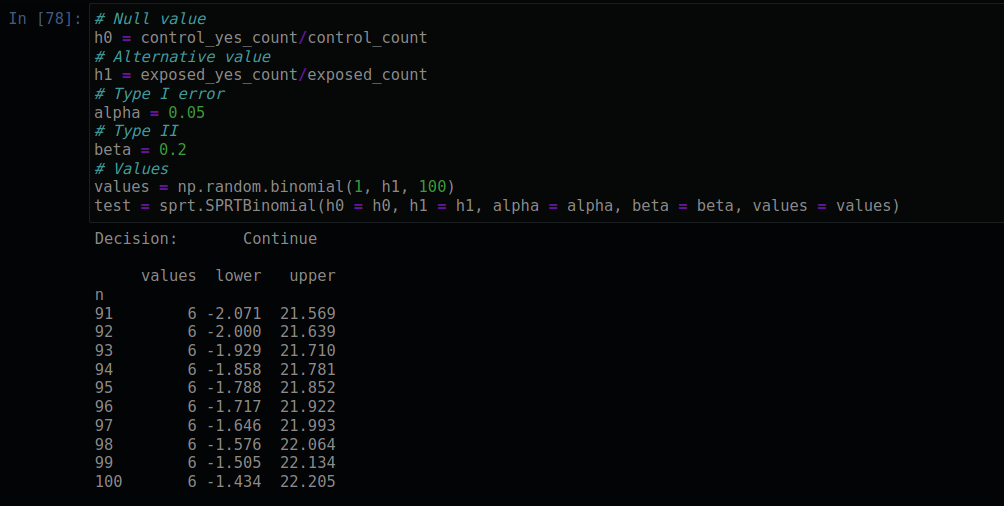 In [78]: # Null value
h0 = control_yes_count/control_count
# Alternative value
h1 = exposed_yes_count/exposed_count
# Type I error
alpha = 0.05
# Type II
beta = 0.2
# Values
values = np.random.binomial(1, h1, 100)
test = sprt.SPRTBinomial(h0 = h0, h1 = h1, alpha = alpha, beta = beta, values = values)
Decision:       Continue
     values  lower   upper
n
91        6 -2.071  21.569
92        6 -2.000  21.639
93        6 -1.929  21.710
94        6 -1.858  21.781
95        6 -1.788  21.852
96        6 -1.717  21.922
97        6 -1.646  21.993
98        6 -1.576  22.064
99        6 -1.505  22.134
100       6 -1.434  22.205